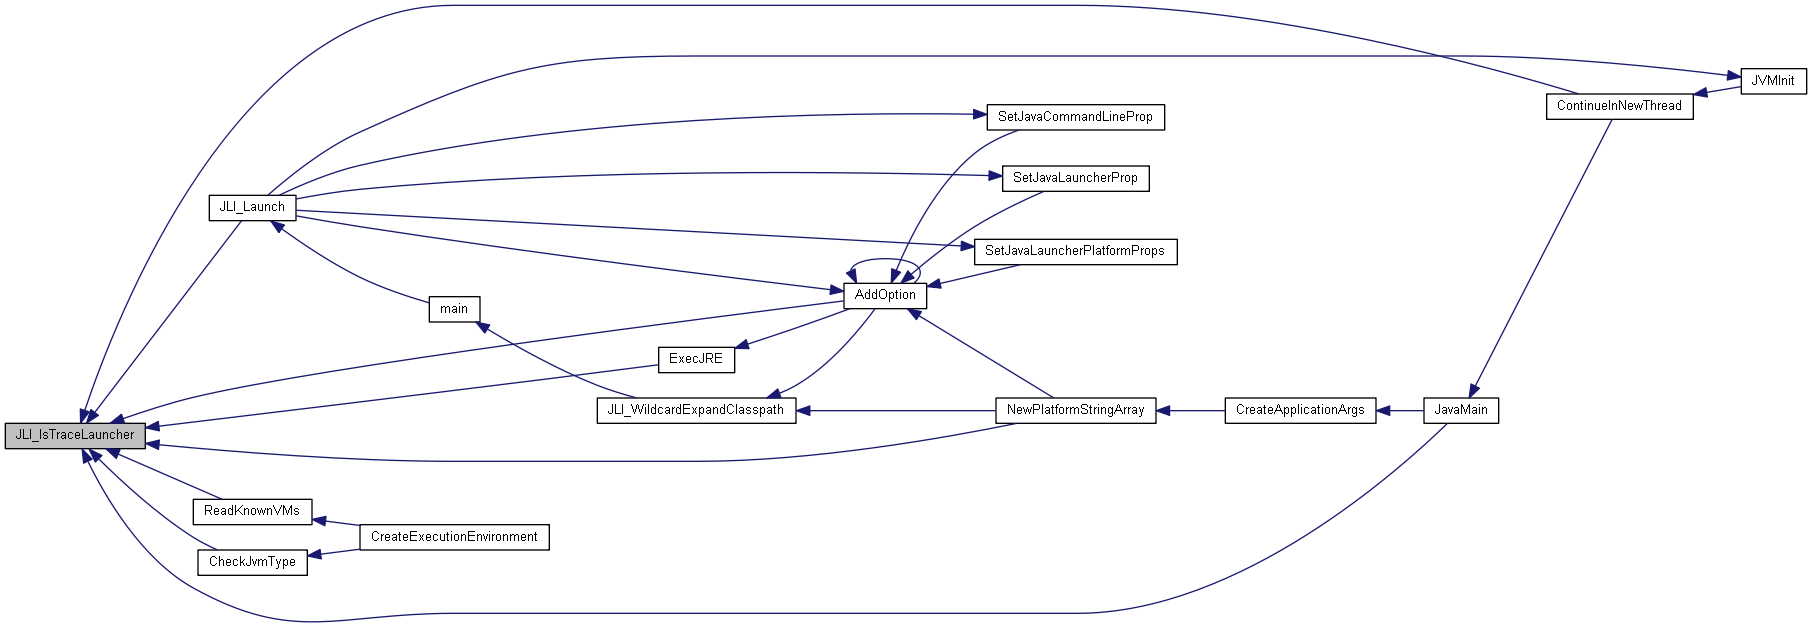 JVMInit
ContinueInNewThread
SetJavaCommandLineProp
SetJavaLauncherProp
JLI_Launch
SetJavaLauncherPlatformProps
AddOption
main
ExecJRE
JLI_WildcardExpandClasspath
NewPlatformStringArray
CreateApplicationArgs
JavaMain
JLI_IsTraceLauncher
ReadKnownVMs
CreateExecutionEnvironment
CheckJvmType